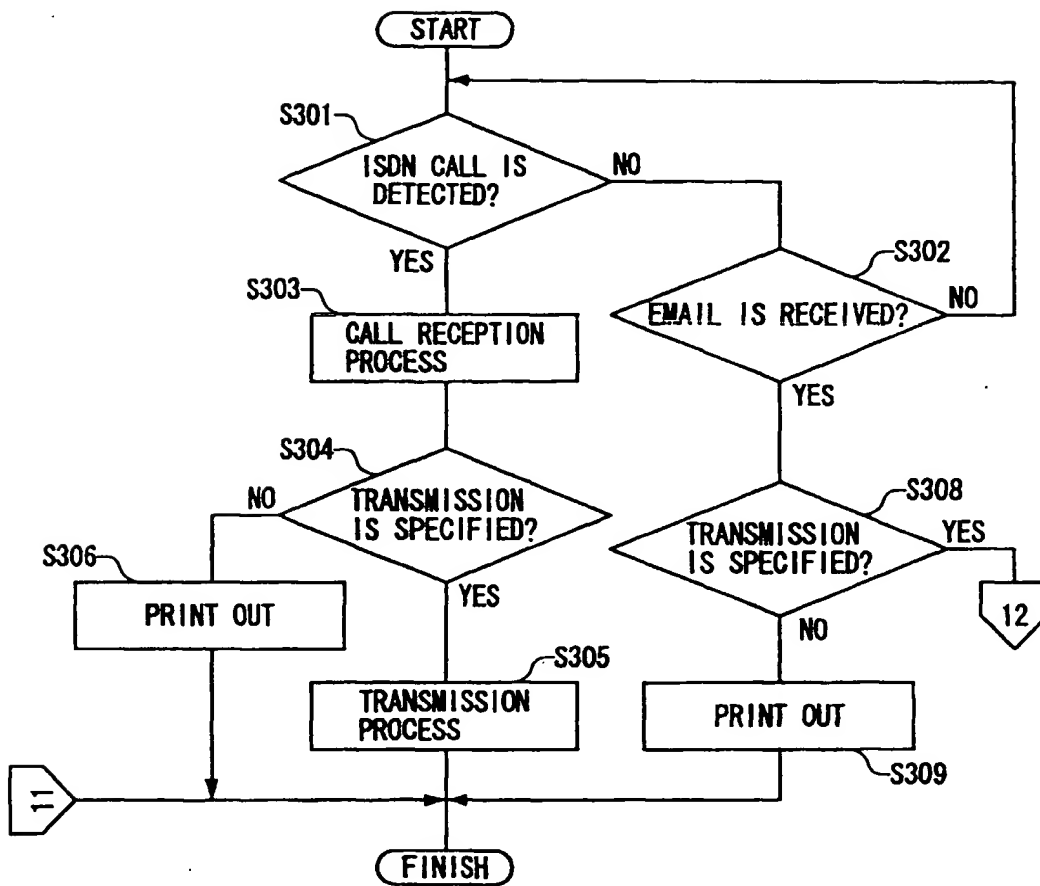 START
S301
ISDN CALL IS
DETECTED?
NO
YES
S302
EMAIL IS RECEIVED?
NO
YES
S303
CALL RECEPTION
PROCESS
S304
TRANSMISSION
IS SPECIFIED?
NO
YES
S308
TRANSMISSION
IS SPECIFIED?
YES
NO
12
S306
PRINT OUT
S305
TRANSMISSION
PROCESS
PRINT OUT
S309
11
FINISH